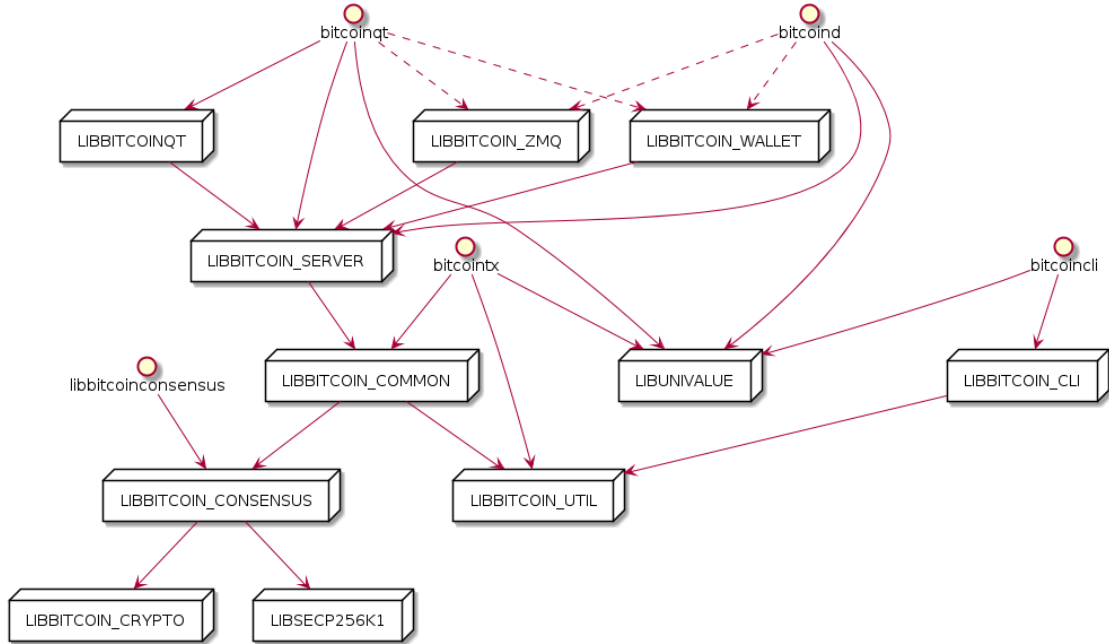 bitcoinqt
bitcoind
LIBBITCOINQT
LIBBITCOIN_ZMQ
LIBBITCOIN_WALLET
LIBBITCOIN_SERVER
bitcointx
bitcoincli
libbitcoinconsensus
LIBBITCOIN_COMMON
LIBUNIVALUE
LIBBITCOIN_CLI
LIBBITCOIN_CONSENSUS
LIBBITCOIN_UTIL
LIBBITCOIN_CRYPTO
LIBSECP256K1